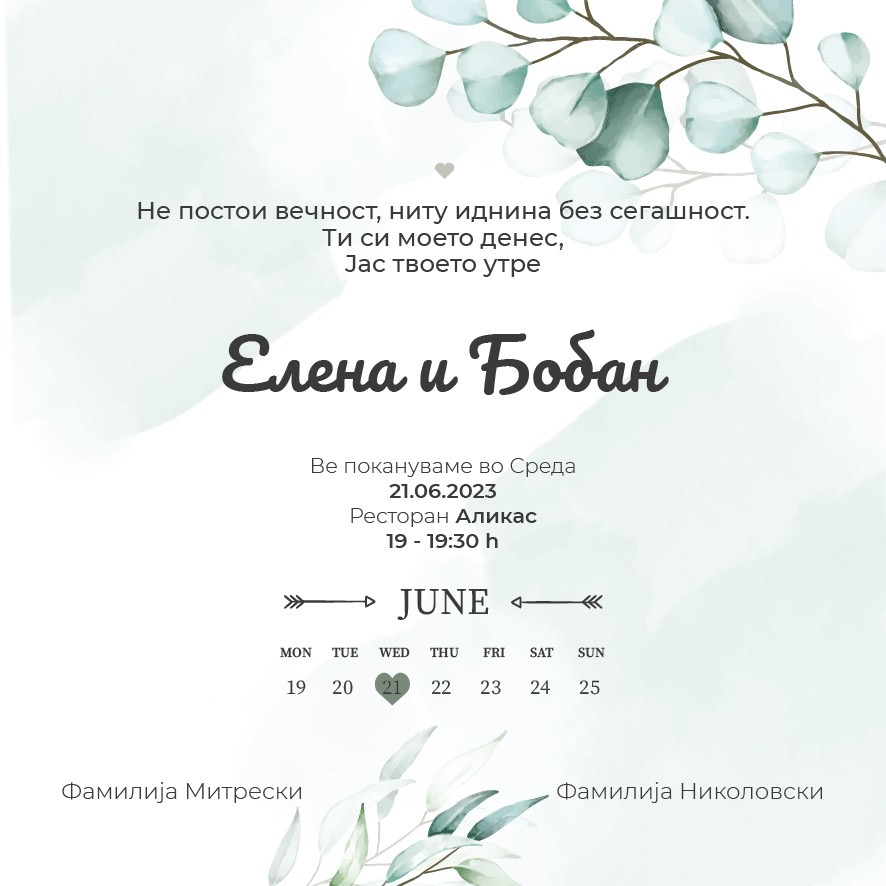 Не постои вечност, ниту иднина без сегашност.
Ти си моето денес,
Јас твоето утре
Елена и Бобан
Ве покануваме во Среда
21.06.2023
Ресторан Аликас
19 - 19:30 h
JUNE
MON TUE WED THU FRI SAT SUN
19 20 21 22 23 24 25
Фамилија Митрески
Фамилија Николовски